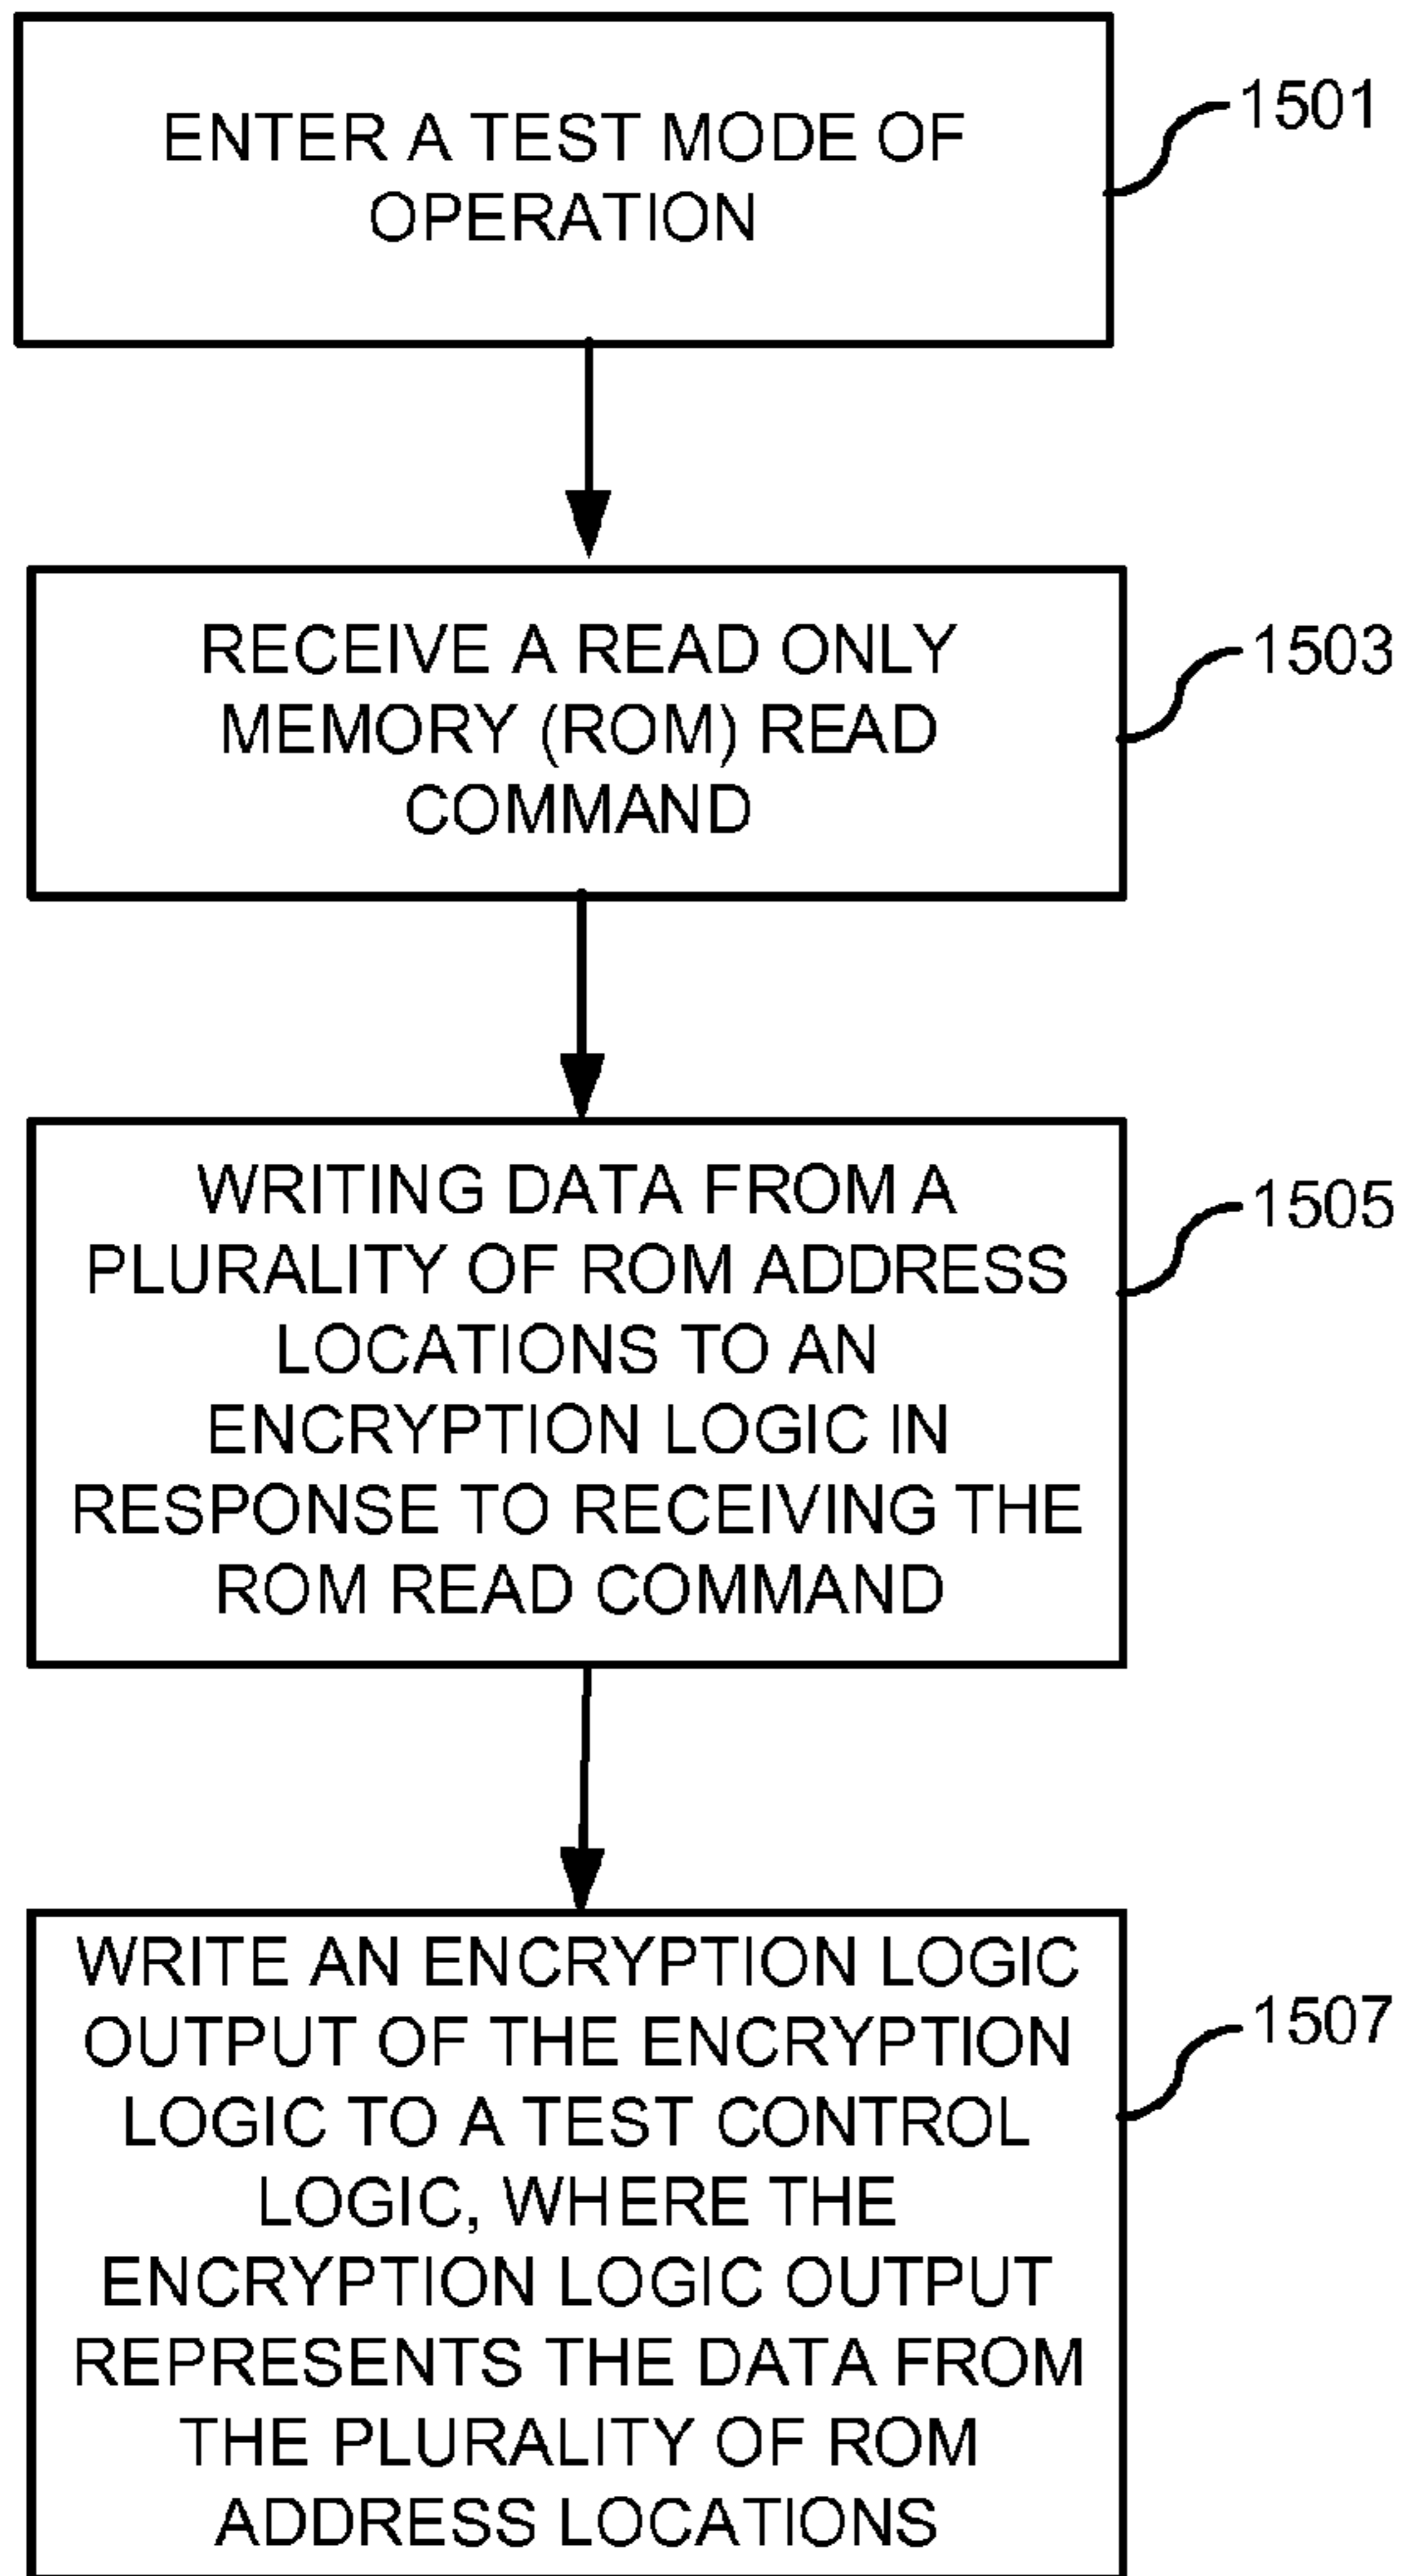 ENTER A TEST MODE OF
OPERATION
1501
RECEIVE A READ ONLY
MEMORY (ROM) READ
COMMAND
1503
WRITING DATA FROM A
PLURALITY OF ROM ADDRESS
LOCATIONS TO AN
ENCRYPTION LOGIC IN
RESPONSE TO RECEIVING THE
ROM READ COMMAND
1505
WRITE AN ENCRYPTION LOGIC
OUTPUT OF THE ENCRYPTION
LOGIC TO A TEST CONTROL
LOGIC, WHERE THE
ENCRYPTION LOGIC OUTPUT
REPRESENTS THE DATA FROM
THE PLURALITY OF ROM
ADDRESS LOCATIONS
1507